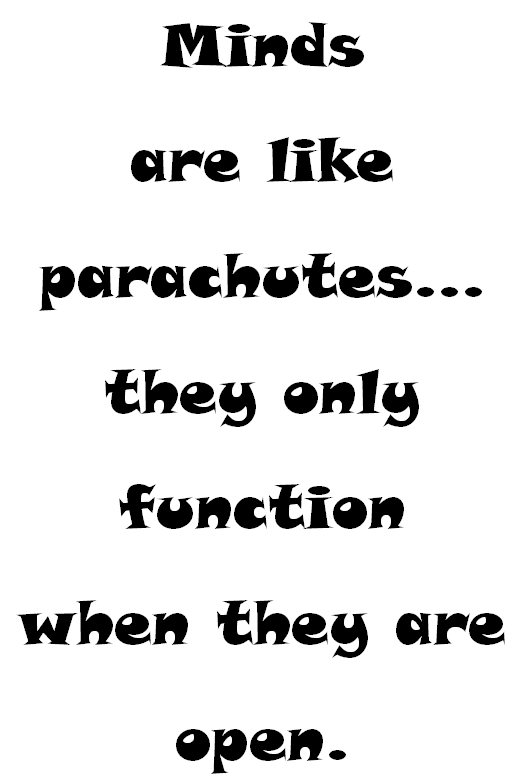 Minds
are like
parachutes...
they only
function
when they are
open.